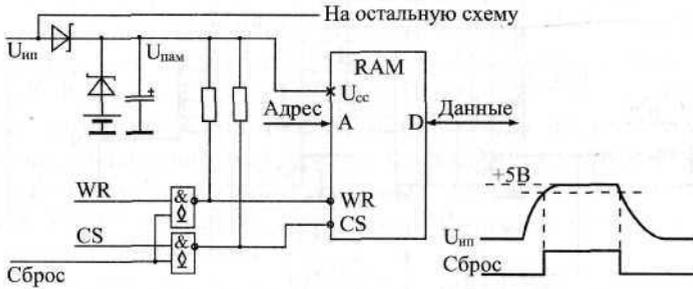 На остальную схему
Uип
Uпам
RAM
Ucc
Адрес
A
D
Данные
+5В
WR
&
WR
CS
CS
&
Uип
Сброс
Сброс